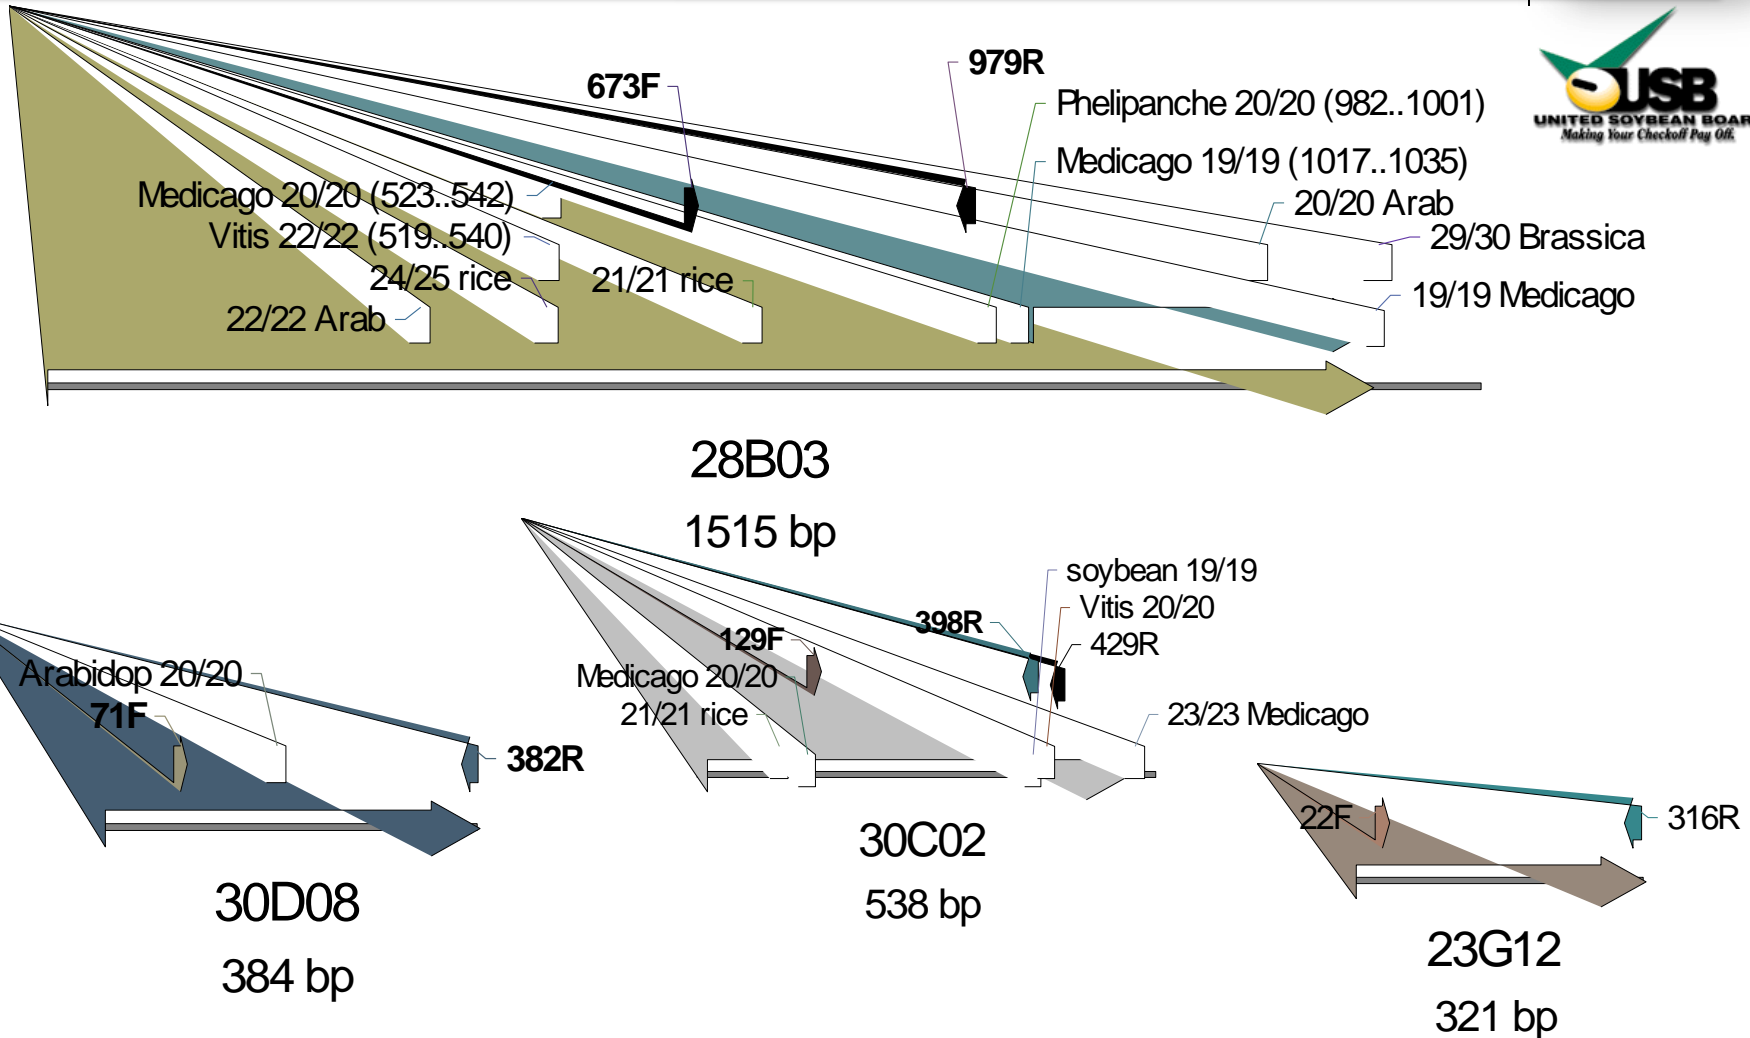 USB
UNITED SOYBEAN BOAR
Making Your Checkoff Pay Off.
673F
979R
Phelipanche 20/20 (982..1001)
Medicago 19/19 (1017..1035)
Medicago 20/20 (523..542)
20/20 Arab
Vitis 22/22 (519..540)
29/30 Brassica
24/25 rice
21/21 rice
19/19 Medicago
22/22 Arab
28B03
1515 bp
Arabidop 20/20
71F
382R
30D08
384 bp
soybean 19/19
Vitis 20/20
398R
129F
429R
Medicago 20/20
21/21 rice
23/23 Medicago
30C02
538 bp
22F
316R
23G12
321 bp